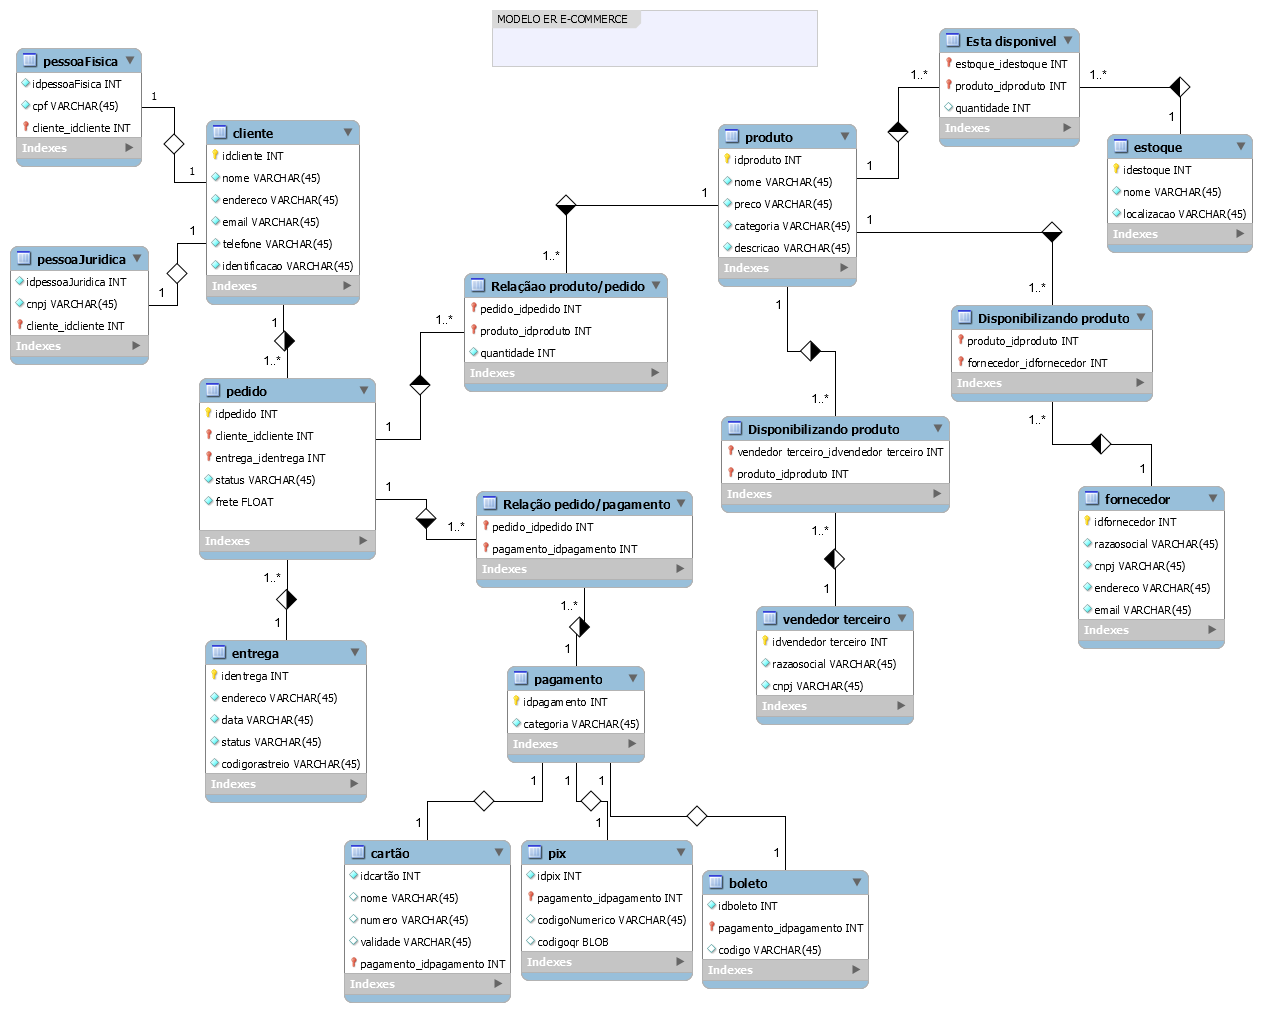 MODELO ER E-COMMERCE
pessoaFisica
idpessoaFisica INT
cpf VARCHAR(45)
cliente_idcliente INT
Indexes
1
1
cliente
idcliente INT
nome VARCHAR(45)
endereco VARCHAR(45)
email VARCHAR(45)
telefone VARCHAR(45)
identificacao VARCHAR(45)
Indexes
pessoaJuridica
idpessoaJuridica INT
cnpj VARCHAR(45)
cliente_idcliente INT
Indexes
1
1
1
1..*
pedido
idpedido INT
cliente_idcliente INT
entrega_identrega INT
status VARCHAR(45)
frete FLOAT
Indexes
1..*
1
entrega
identrega INT
endereco VARCHAR(45)
data VARCHAR(45)
status VARCHAR(45)
codigorastreio VARCHAR(45)
Indexes
1
1..*
Relaçãao produto/pedido
pedido_idpedido INT
produto_idproduto INT
quantidade INT
Indexes
1..*
1
1
1..*
Relação pedido/pagamento
pedido_idpedido INT
pagamento_idpagamento INT
Indexes
1..*
1
pagamento
idpagamento INT
categoria VARCHAR(45)
Indexes
1
1
1
1
1
1
cartão
idcartão INT
nome VARCHAR(45)
numero VARCHAR(45)
validade VARCHAR(45)
pagamento_idpagamento INT
Indexes
pix
idpix INT
pagamento_idpagamento INT
codigoNumerico VARCHAR(45)
codigoqr BLOB
Indexes
boleto
idboleto INT
pagamento_idpagamento INT
codigo VARCHAR(45)
Indexes
produto
idproduto INT
nome VARCHAR(45)
preco VARCHAR(45)
categoria VARCHAR(45)
descricao VARCHAR(45)
Indexes
1
1..*
Esta disponivel
estoque_idestoque INT
produto_idproduto INT
quantidade INT
Indexes
1..*
1
estoque
idestoque INT
nome VARCHAR(45)
localizacao VARCHAR(45)
Indexes
1
1..*
Disponibilizando produto
produto_idproduto INT
fornecedor_idfornecedor INT
Indexes
1..*
1
fornecedor
idfornecedor INT
razaosocial VARCHAR(45)
cnpj VARCHAR(45)
endereco VARCHAR(45)
email VARCHAR(45)
Indexes
1
1..*
Disponibilizando produto
vendedor terceiro_idvendedor terceiro INT
produto_idproduto INT
Indexes
1..*
1
vendedor terceiro
idvendedor terceiro INT
razaosocial VARCHAR(45)
cnpj VARCHAR(45)
Indexes